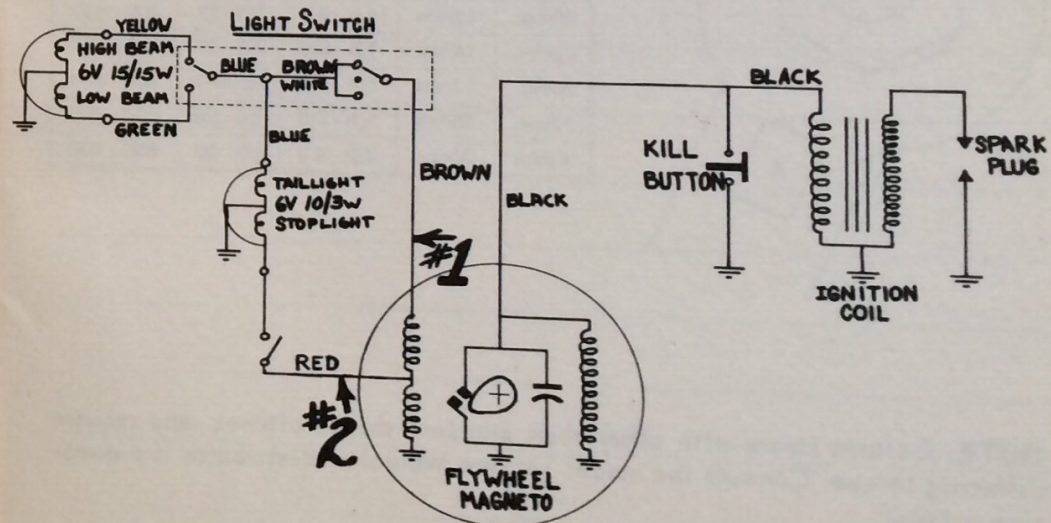 LIGHT SWITCH
YELLOW
HIGH BEAM
6V 15/15W
LOW BEAM
GREEN
BLUE
BROWN
WHITE
BLUE
TAILLIGHT
6V 10/3W
STOPLIGHT
BROWN
BLACK
BLACK
KILL
BUTTON
SPARK
PLUG
IGNITION
COIL
#1
RED
#2
FLYWHEEL
MAGNETO